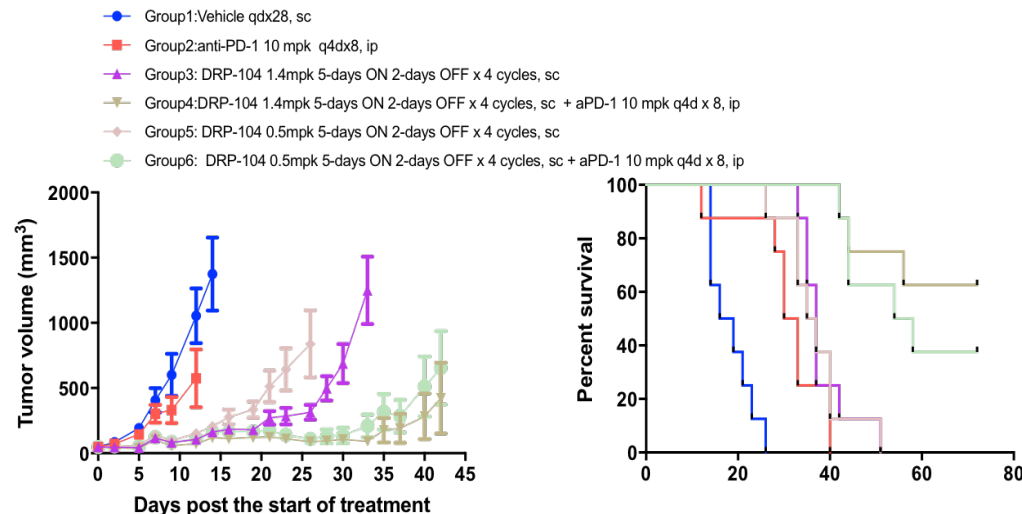 Group1:Vehicle qdx28, sc
Group2:anti-PD-1 10 mpk q4dx8, ip
Group3: DRP-104 1.4mpk 5-days ON 2-days OFF x 4 cycles, sc
Group4:DRP-104 1.4mpk 5-days ON 2-days OFF x 4 cycles, sc + aPD-1 10 mpk q4d x 8, ip
Group5: DRP-104 0.5mpk 5-days ON 2-days OFF x 4 cycles, sc
Group6: DRP-104 0.5mpk 5-days ON 2-days OFF x 4 cycles, sc + aPD-1 10 mpk q4d x 8, ip
Tumor volume (mm³)
2000
1500
1000
500
0
0 5 10 15 20 25 30 35 40 45
Days post the start of treatment
Percent survival
100
80
60
40
20
0
0 20 40 60 80